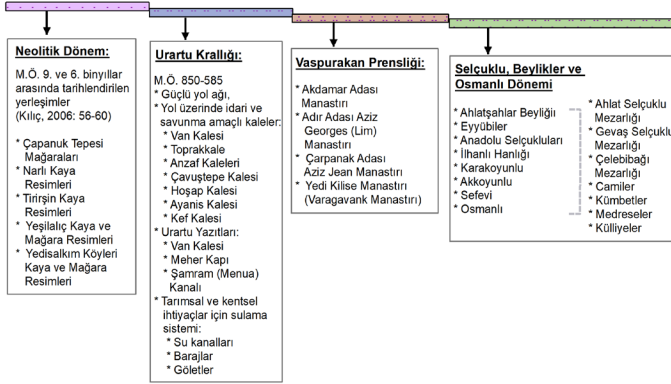 Neolitik Dönem:
M.Ö. 9. ve 6. binyıllar
arasında tarihlendirilen
yerleşimler
(Kılıç, 2006: 56-60)
* Çapanuk Tepesi
Mağaraları
* Narlı Kaya
Resimleri
* Tirirşin Kaya
Resimleri
* Yeşilalıç Kaya ve
Mağara Resimleri
* Yedisalkım Köyleri
Kaya ve Mağara
Resimleri
Urartu Krallığı:
M.Ö. 850-585
* Güçlü yol ağı,
* Yol üzerinde idari ve
savunma amaçlı kaleler:
* Van Kalesi
* Toprakkale
* Anzaf Kaleleri
* Çavuştepe Kalesi
* Hoşap Kalesi
* Ayanis Kalesi
* Kef Kalesi
* Urartu Yazıtları:
* Van Kalesi
* Meher Kapı
* Şamram (Menua)
Kanalı
* Tarımsal ve kentsel
ihtiyaçlar için sulama
sistemi:
* Su kanalları
* Barajlar
* Göletler
Vaspurakan Prensliği:
* Akdamar Adası
Manastırı
* Adır Adası Aziz
Georges (Lim)
Manastırı
* Çarpanak Adası
Aziz Jean Manastırı
* Yedi Kilise Manastırı
(Varagavank Manastırı)
Selçuklu, Beylikler ve
Osmanlı Dönemi
* Ahlatşahlar Beyliği
* Eyyübiler
* Anadolu Selçukluları
* İlhanlı Hanlığı
* Karakoyunlu
* Akkoyunlu
* Sefevi
* Osmanlı
* Ahlat Selçuklu
Mezarlığı
* Gevaş Selçuklu
Mezarlığı
* Çelebibağı
Mezarlığı
* Camiler
* Kümbetler
* Medreseler
* Külliyeler